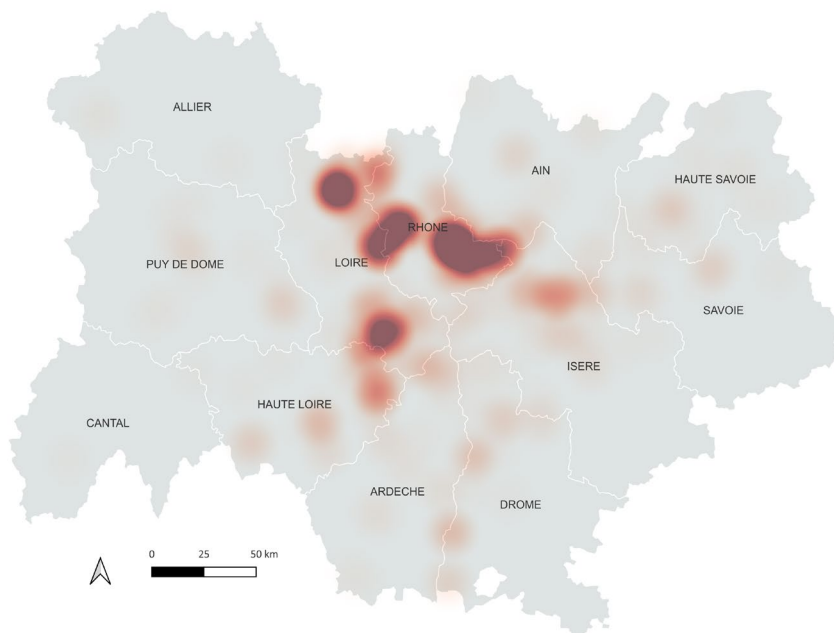 ALLIER
AIN
HAUTE SAVOIE
RHONE
PUY DE DOME
LOIRE
SAVOIE
ISERE
HAUTE LOIRE
CANTAL
ARDECHE
DROME
0 25 50 km